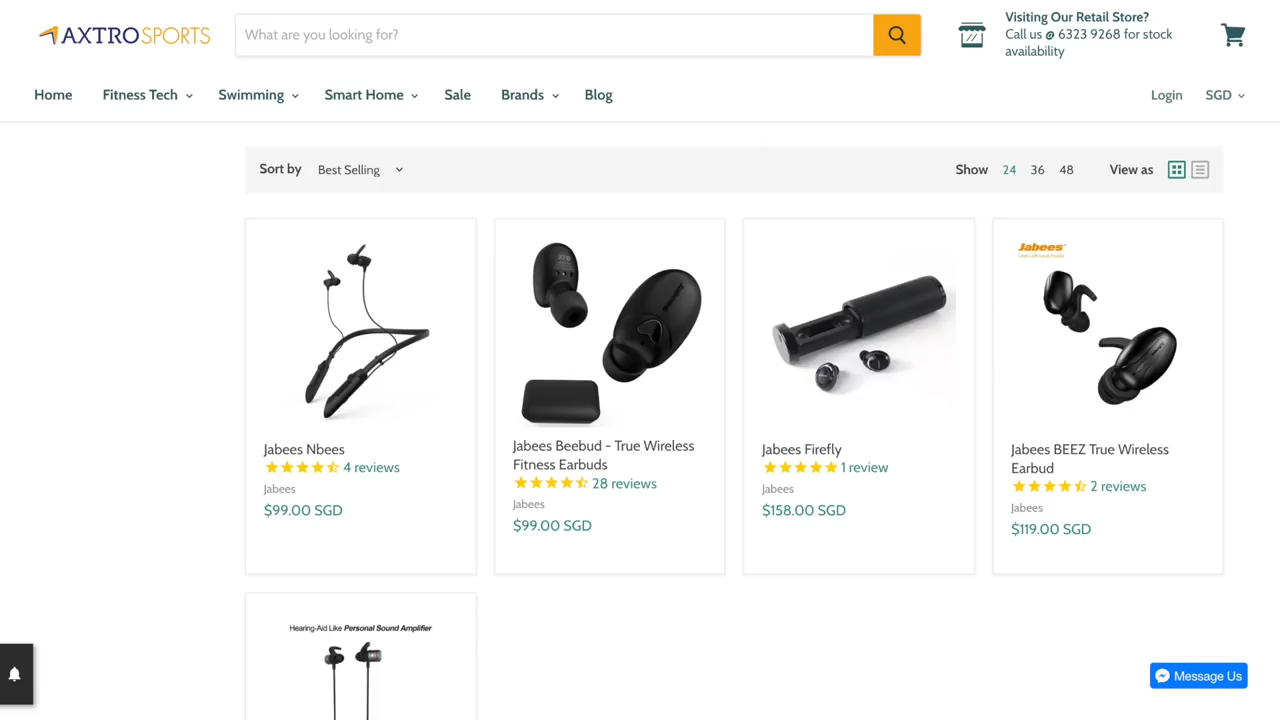 AXTROSPORTS
What are you looking for?
Visiting Our Retail Store?
Call us @ 6323 9268 for stock
availability
Home
Fitness Tech
Swimming
Smart Home
Sale
Brands
Blog
Login
SGD
Sort by
Best Selling
Show
24
36
48
View as
Jabees Nbees
4 reviews
Jabees
$99.00 SGD
Jabees Beebud - True Wireless
Fitness Earbuds
28 reviews
Jabees
$99.00 SGD
Jabees Firefly
1 review
Jabees
$158.00 SGD
Jabees
Jabees BEEZ True Wireless
Earbud
2 reviews
Jabees
$119.00 SGD
Hearing-Aid Like Personal Sound Amplifier
Message Us